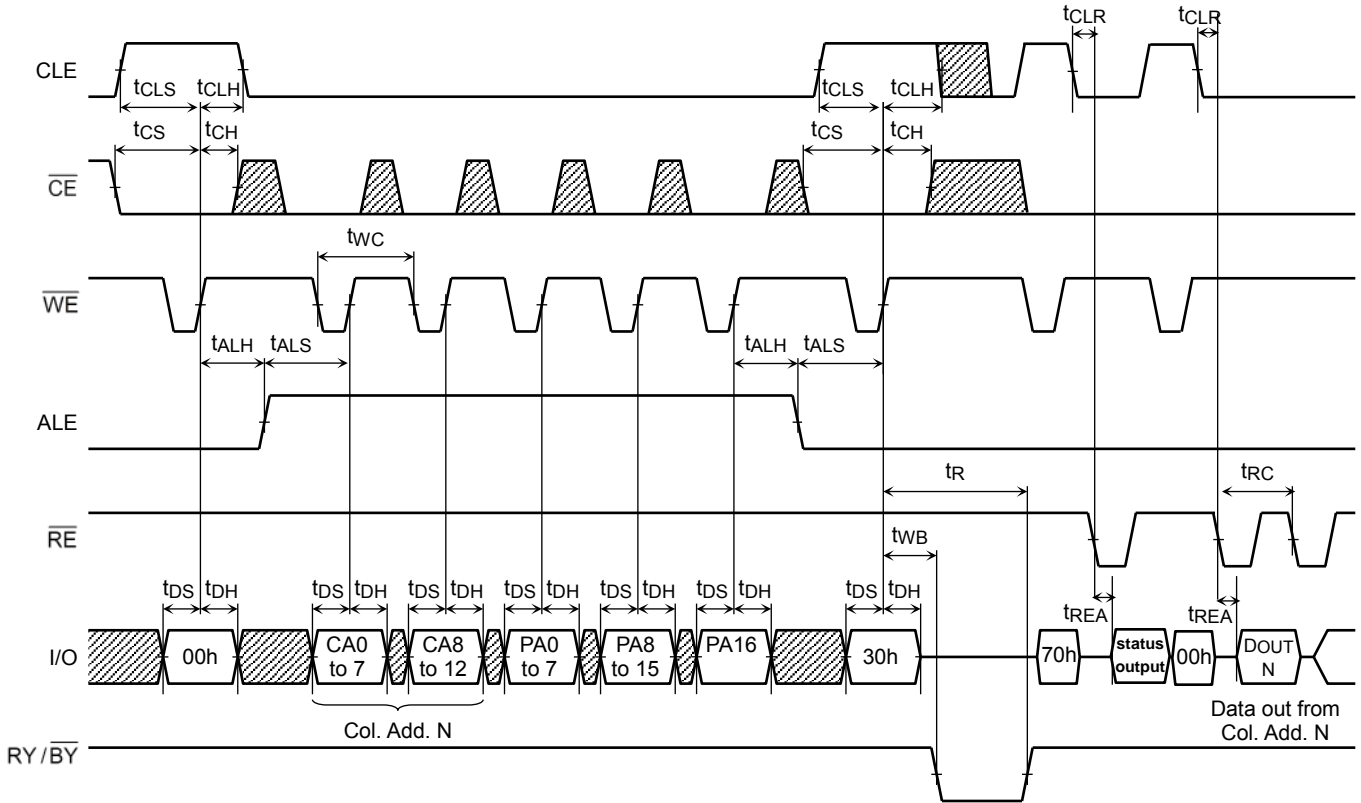 tCLR tCLR
CLE
tCLS tCLH tCLS tCLH
tCS tCH tCS tCH
CE
tWC
WE
tALH tALS tALH tALS
ALE
tR tRC
RE
tWB
tDS tDH tDS tDH tDS tDH tDS tDH tDS tDH tDS tDH tDS tDH
tREA tREA
I/O
00h
CA0 to 7
CA8 to 12
PA0 to 7
PA8 to 15
PA16
30h
70h
status output
00h
DOUT N
Col. Add. N
Data out from
Col. Add. N
RY/BY